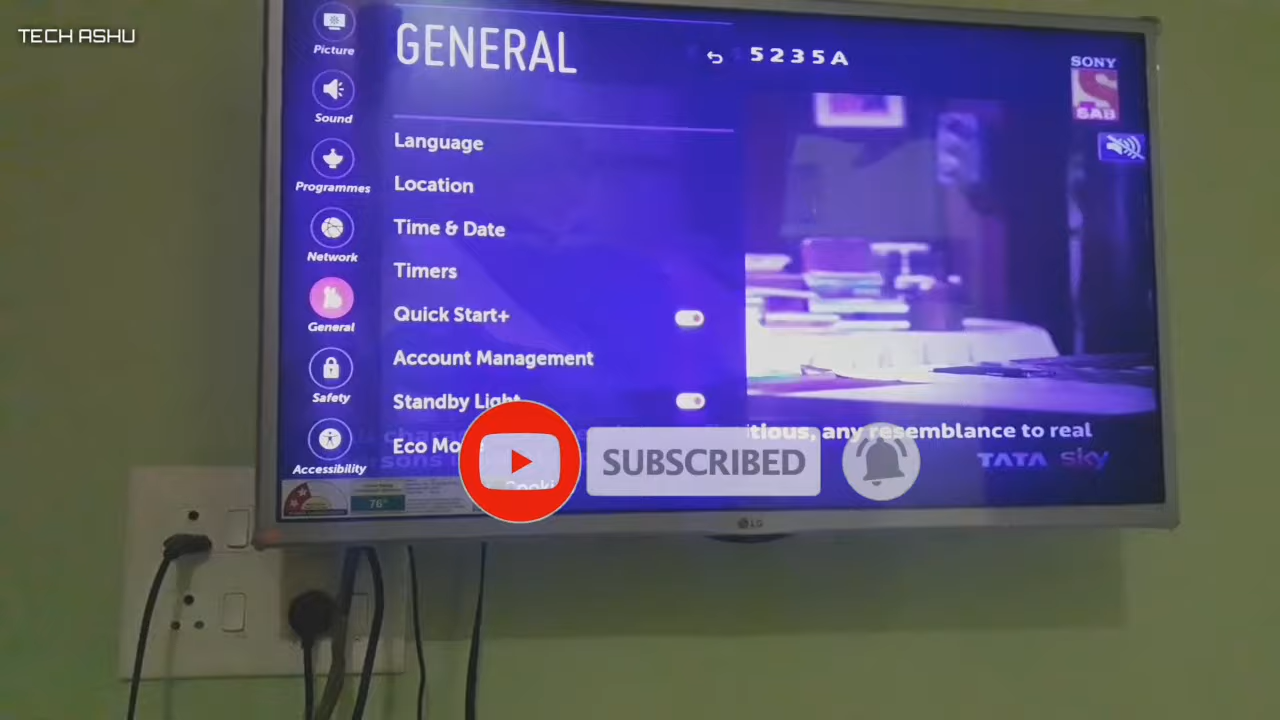 TECH ASHU
Picture
Sound
Programmes
Network
General
Safety
Accessibility
GENERAL
Language
Location
Time & Date
Timers
Quick Start+
Account Management
Standby Light
Eco Mo
5235A
SONY
S
SAB
any resemblance to real
TATA sky
SUBSCRIBED
76"
LG